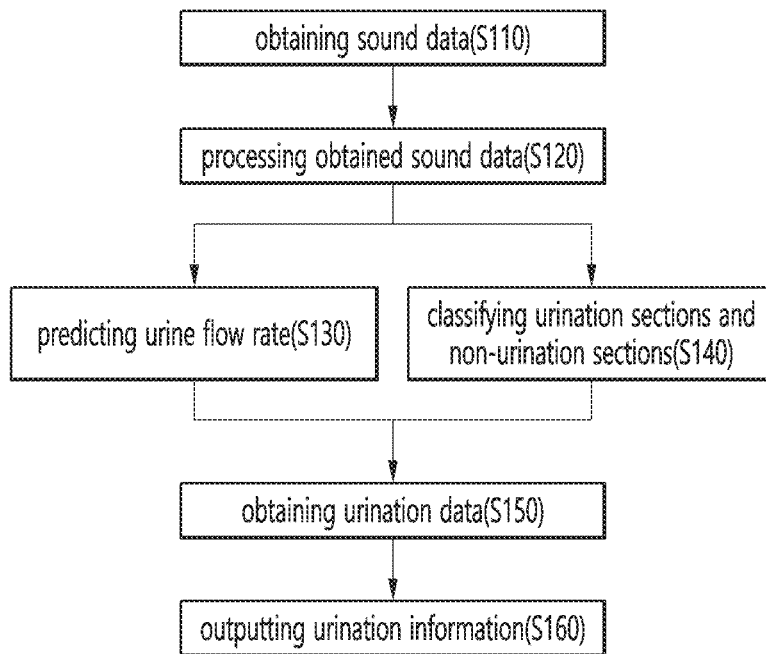 obtaining sound data(S110)
processing obtained sound data(S120)
predicting urine flow rate(S130)
classifying urination sections and
non-urination sections(S140)
obtaining urination data(S150)
outputting urination information(S160)